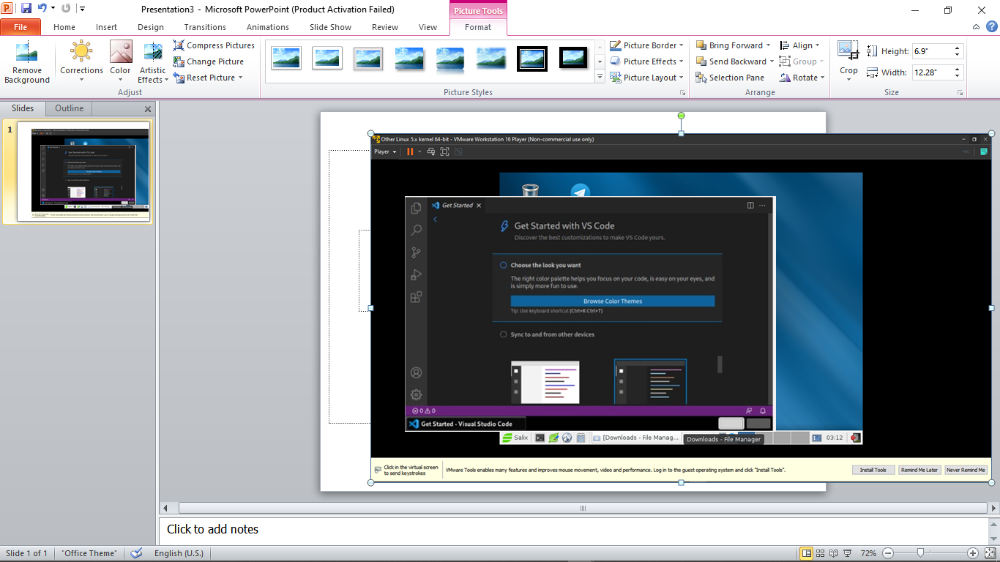 Presentation3 - Microsoft PowerPoint (Product Activation Failed)
Picture Tools
File Home Insert Design Transitions Animations Slide Show Review View Format
Remove Background
Corrections
Color
Artistic Effects
Compress Pictures
Change Picture
Reset Picture
Adjust
Picture Styles
Picture Border
Picture Effects
Picture Layout
Bring Forward
Send Backward
Selection Pane
Align
Group
Rotate
Arrange
Crop
Height: 6.9"
Width: 12.28"
Size
Slides Outline
1
Other Linux 5.x kernel 64-bit - VMware Workstation 16 Player (Non-commercial use only)
Player
Get Started
Get Started with VS Code
Discover the best customizations to make VS Code yours.
Choose the look you want
The right color palette helps you focus on your code, is easy on your eyes, and
is simply more fun to use.
Browse Color Themes
Tip: Use keyboard shortcut (Ctrl+K Ctrl+T)
Sync to and from other devices
0 0
Get Started - Visual Studio Code
Salix
[Downloads - File Manag...
Downloads - File Manager
03:12
Click in the virtual screen
to send keystrokes
VMware Tools enables many features and improves mouse movement, video and performance. Log in to the guest operating system and click "Install Tools".
Install Tools Remind Me Later Never Remind Me
Click to add notes
Slide 1 of 1 "Office Theme" English (U.S.) 72%